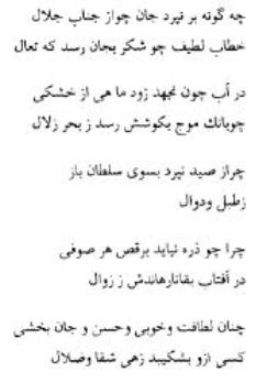 چه گونه بر نپرد جان چواز جناب جلال
خطاب لطیف چو شکر بجان رسد که تعال
در آب چون نجهد زود ما هی از خشکی
چوبانك موج یکوشش رسد ز بحر زلال
چراز صید نپرد بسوی سلطان باز
زطبل ودوال
چرا چو ذره نیاید برقص هر صوفی
در آفتاب بقانارهاندش ز زوال
چنان لطافت وخوبی وحسن و جان بخشی
کسی ازو بشکیبد زهی شقا وضلال